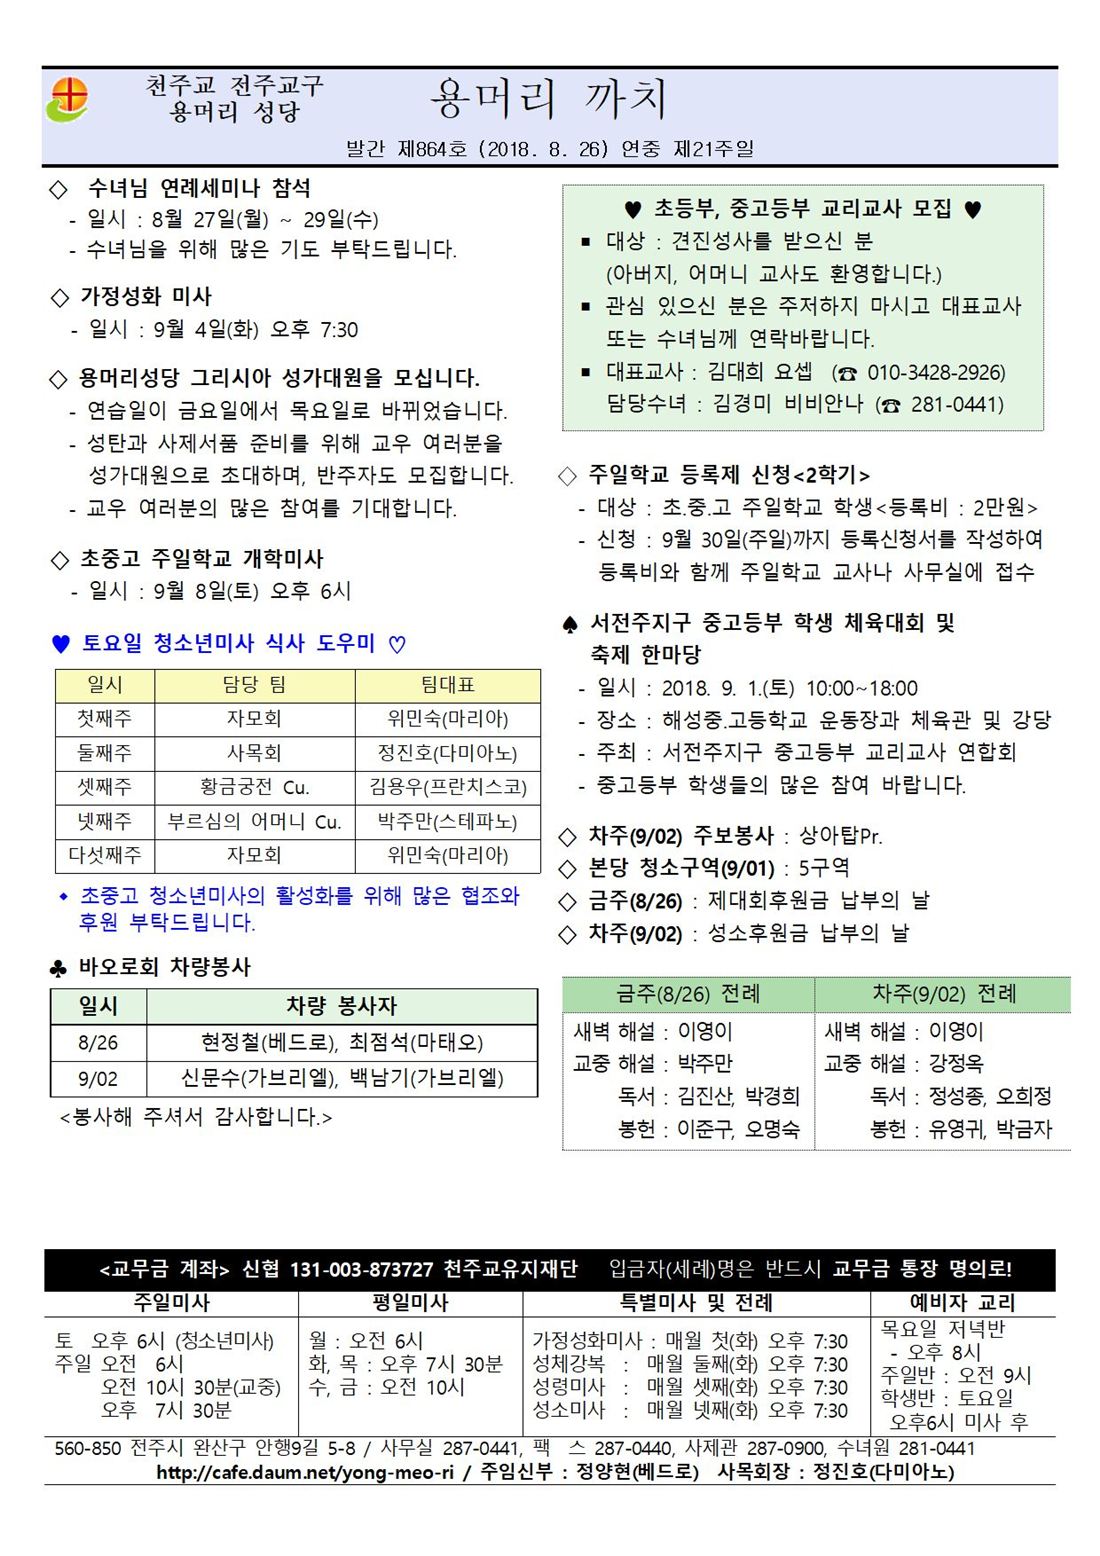 천주교 전주교구
용머리 성당
용머리 까치
발간 제864호 (2018. 8. 26) 연중 제21주일
◇ 수녀님 연례세미나 참석
- 일시 : 8월 27일(월) ~ 29일(수)
- 수녀님을 위해 많은 기도 부탁드립니다.
◇ 가정성화 미사
- 일시 : 9월 4일(화) 오후 7:30
◇ 용머리성당 그리시아 성가대원을 모십니다.
- 연습일이 금요일에서 목요일로 바뀌었습니다.
- 성탄과 사제서품 준비를 위해 교우 여러분을
성가대원으로 초대하며, 반주자도 모집합니다.
- 교우 여러분의 많은 참여를 기대합니다.
◇ 초중고 주일학교 개학미사
- 일시 : 9월 8일(토) 오후 6시
♥ 토요일 청소년미사 식사 도우미 ♡
일시 담당 팀 팀대표
첫째주 자모회 위민숙(마리아)
둘째주 사목회 정진호(다미아노)
셋째주 황금궁전 Cu. 김용우(프란치스코)
넷째주 부르심의 어머니 Cu. 박주만(스테파노)
다섯째주 자모회 위민숙(마리아)
◆ 초중고 청소년미사의 활성화를 위해 많은 협조와
후원 부탁드립니다.
♣ 바오로회 차량봉사
일시 차량 봉사자
8/26 현정철(베드로), 최점석(마태오)
9/02 신문수(가브리엘), 백남기(가브리엘)
<봉사해 주셔서 감사합니다.>
♥ 초등부, 중고등부 교리교사 모집 ♥
■ 대상 : 견진성사를 받으신 분
(아버지, 어머니 교사도 환영합니다.)
■ 관심 있으신 분은 주저하지 마시고 대표교사
또는 수녀님께 연락바랍니다.
■ 대표교사 : 김대희 요셉 (☎ 010-3428-2926)
담당수녀 : 김경미 비비안나 (☎ 281-0441)
◇ 주일학교 등록제 신청<2학기>
- 대상 : 초.중.고 주일학교 학생<등록비 : 2만원>
- 신청 : 9월 30일(주일)까지 등록신청서를 작성하여
등록비와 함께 주일학교 교사나 사무실에 접수
♠ 서전주지구 중고등부 학생 체육대회 및
축제 한마당
- 일시 : 2018. 9. 1.(토) 10:00~18:00
- 장소 : 해성중.고등학교 운동장과 체육관 및 강당
- 주최 : 서전주지구 중고등부 교리교사 연합회
- 중고등부 학생들의 많은 참여 바랍니다.
◇ 차주(9/02) 주보봉사 : 상아탑Pr.
◇ 본당 청소구역(9/01) : 5구역
◇ 금주(8/26) : 제대회후원금 납부의 날
◇ 차주(9/02) : 성소후원금 납부의 날
금주(8/26) 전례 차주(9/02) 전례
새벽 해설 : 이영이 새벽 해설 : 이영이
교중 해설 : 박주만 교중 해설 : 강정옥
독서 : 김진산, 박경희 독서 : 정성종, 오희정
봉헌 : 이준구, 오명숙 봉헌 : 유영귀, 박금자
<교무금 계좌> 신협 131-003-873727 천주교유지재단 입금자(세례)명은 반드시 교무금 통장 명의로!
주일미사 평일미사 특별미사 및 전례 예비자 교리
토 오후 6시 (청소년미사)
주일 오전 6시
오전 10시 30분(교중)
오후 7시 30분
월 : 오전 6시
화, 목 : 오후 7시 30분
수, 금 : 오전 10시
가정성화미사 : 매월 첫(화) 오후 7:30
성체강복 : 매월 둘째(화) 오후 7:30
성령미사 : 매월 셋째(화) 오후 7:30
성소미사 : 매월 넷째(화) 오후 7:30
목요일 저녁반
- 오후 8시
주일반 : 오전 9시
학생반 : 토요일
오후6시 미사 후
560-850 전주시 완산구 안행9길 5-8 / 사무실 287-0441, 팩 스 287-0440, 사제관 287-0900, 수녀원 281-0441
http://cafe.daum.net/yong-meo-ri / 주임신부 : 정양현(베드로) 사목회장 : 정진호(다미아노)